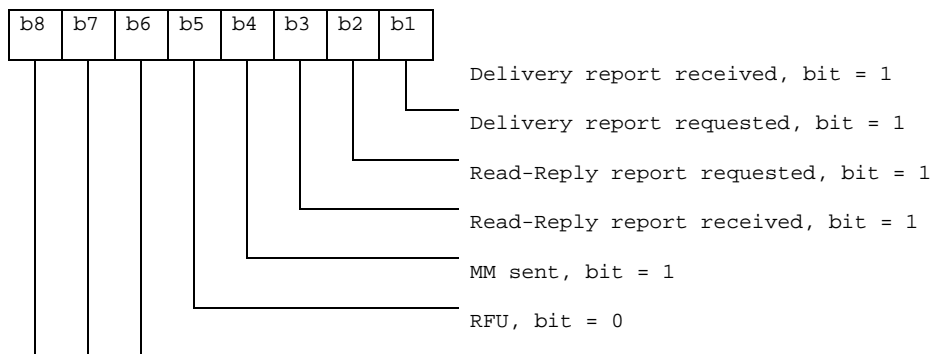 b8 b7 b6 b5 b4 b3 b2 b1
Delivery report received, bit = 1
Delivery report requested, bit = 1
Read-Reply report requested, bit = 1
Read-Reply report received, bit = 1
MM sent, bit = 1
RFU, bit = 0